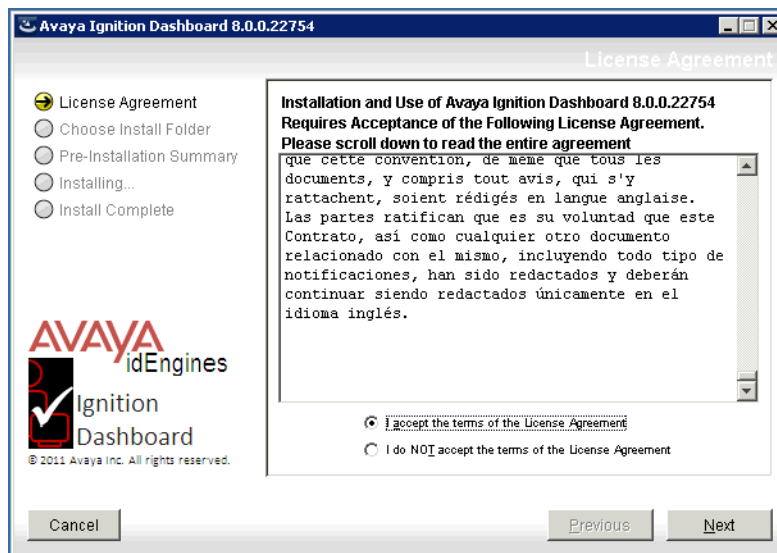 Avaya Ignition Dashboard 8.0.0.22754
License Agreement
License Agreement
Choose Install Folder
Pre-Installation Summary
Installing...
Install Complete
Installation and Use of Avaya Ignition Dashboard 8.0.0.22754
Requires Acceptance of the Following License Agreement.
Please scroll down to read the entire agreement
que cette convention, de même que tous les
documents, y compris tout avis, qui s'y
rattachent, soient rédigés en langue anglaise.
Las partes ratifican que es su voluntad que este
Contrato, así como cualquier otro documento
relacionado con el mismo, incluyendo todo tipo de
notificaciones, han sido redactados y deberán
continuar siendo redactados únicamente en el
idioma inglés.
AVAYA
idEngines
Ignition
Dashboard
© 2011 Avaya Inc. All rights reserved.
I accept the terms of the License Agreement
I do NOT accept the terms of the License Agreement
Cancel
Previous
Next